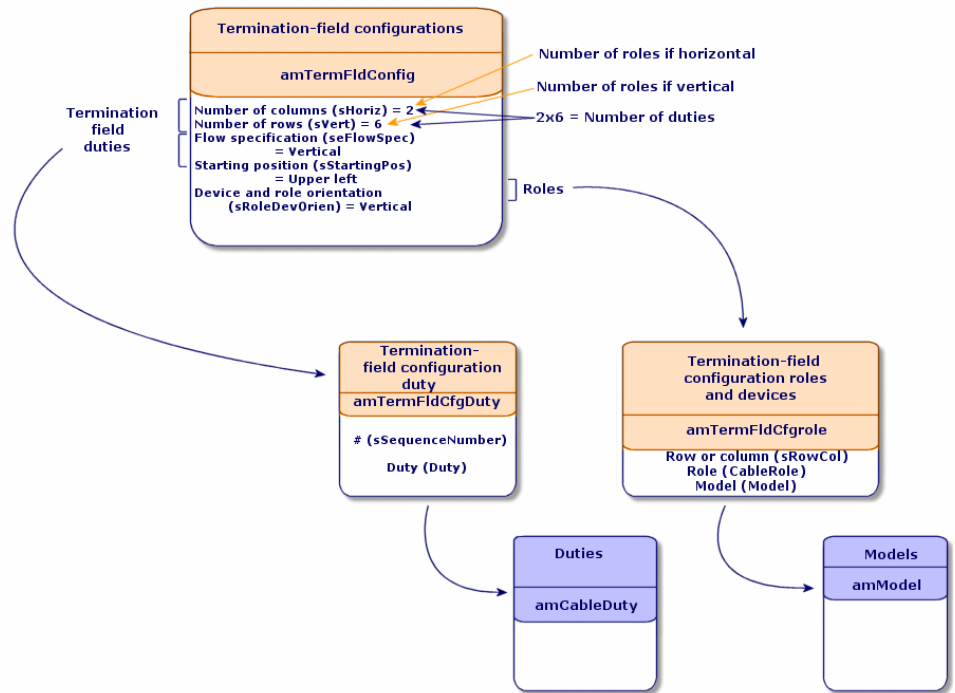 Termination-field configurations
amTermFldConfig
Number of columns (sHoriz) = 2
Number of rows (sVert) = 6
Flow specification (seFlowSpec)
= Vertical
Starting position (sStartingPos)
= Upper left
Device and role orientation
(sRoleDevOrien) = Vertical
Number of roles if horizontal
Number of roles if vertical
2x6 = Number of duties
Termination
field
duties
Roles
Termination-
field configuration
duty
amTermFldCfgDuty
# (sSequenceNumber)
Duty (Duty)
Termination-field
configuration roles
and devices
amTermFldCfgrole
Row or column (sRowCol)
Role (CableRole)
Model (Model)
Duties
amCableDuty
Models
amModel